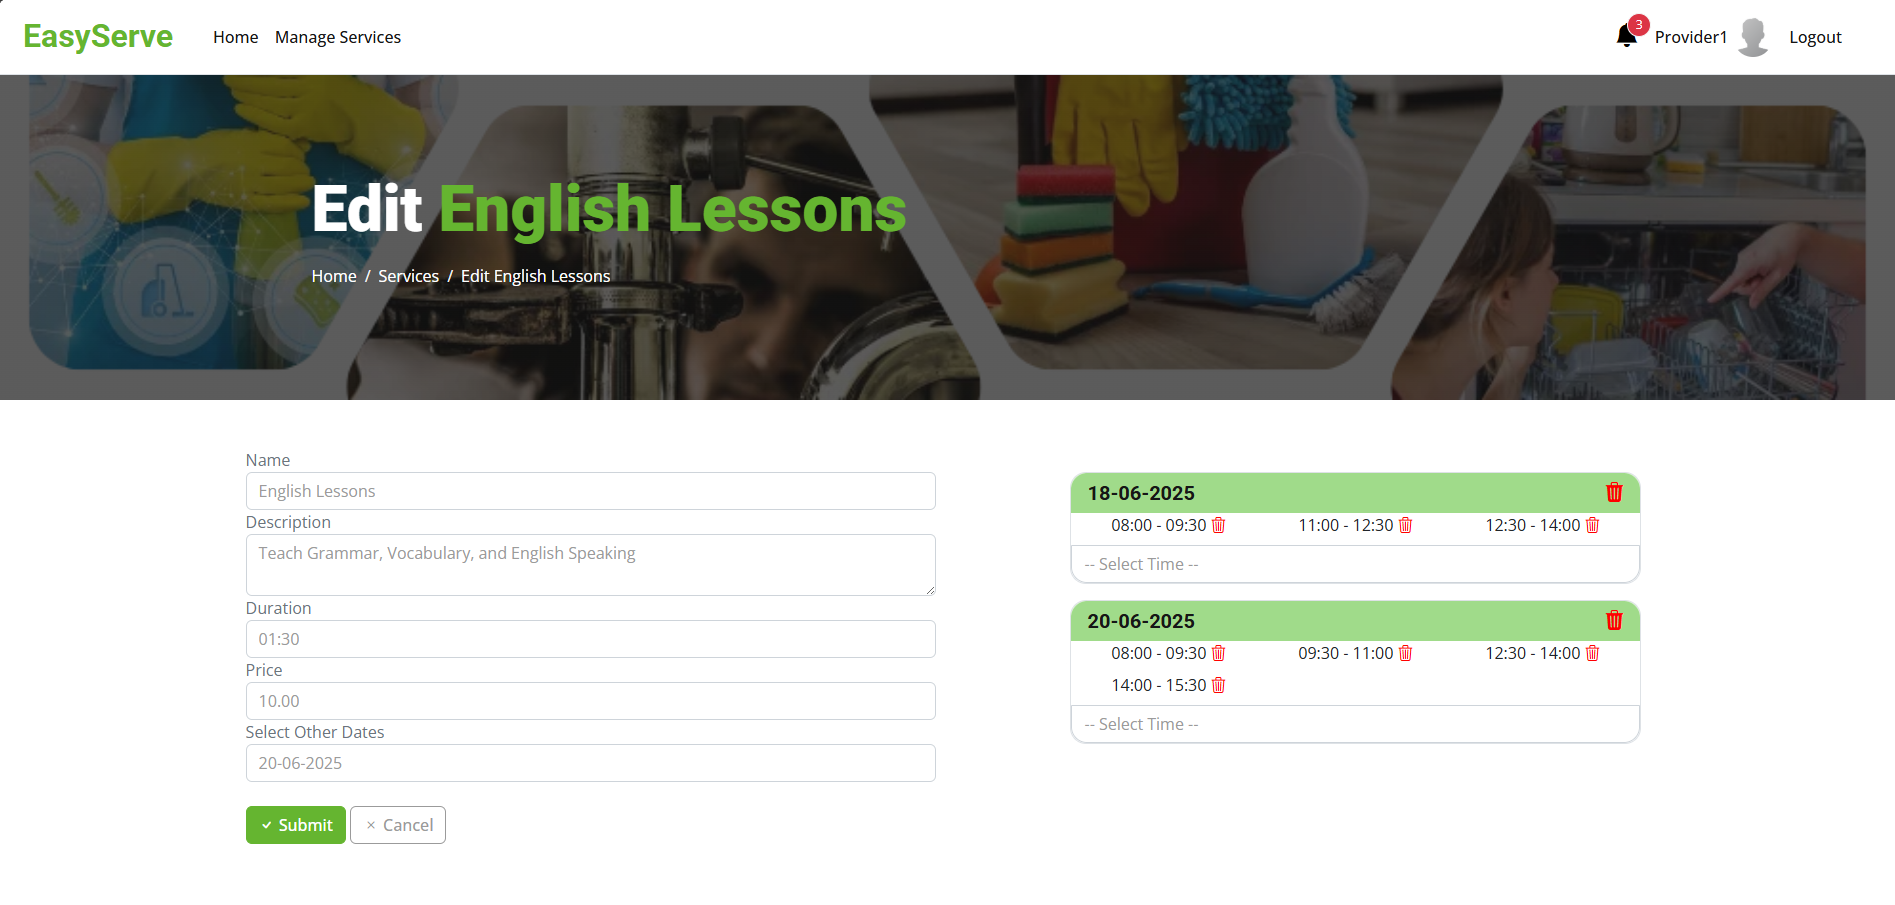 EasyServe Home Manage Services 3 Provider1 Logout
Edit English Lessons
Home / Services / Edit English Lessons
Name
English Lessons
Description
Teach Grammar, Vocabulary, and English Speaking
Duration
01:30
Price
10.00
Select Other Dates
20-06-2025
Submit Cancel
18-06-2025
08:00 - 09:30 11:00 - 12:30 12:30 - 14:00
-- Select Time --
20-06-2025
08:00 - 09:30 09:30 - 11:00 12:30 - 14:00
14:00 - 15:30
-- Select Time --